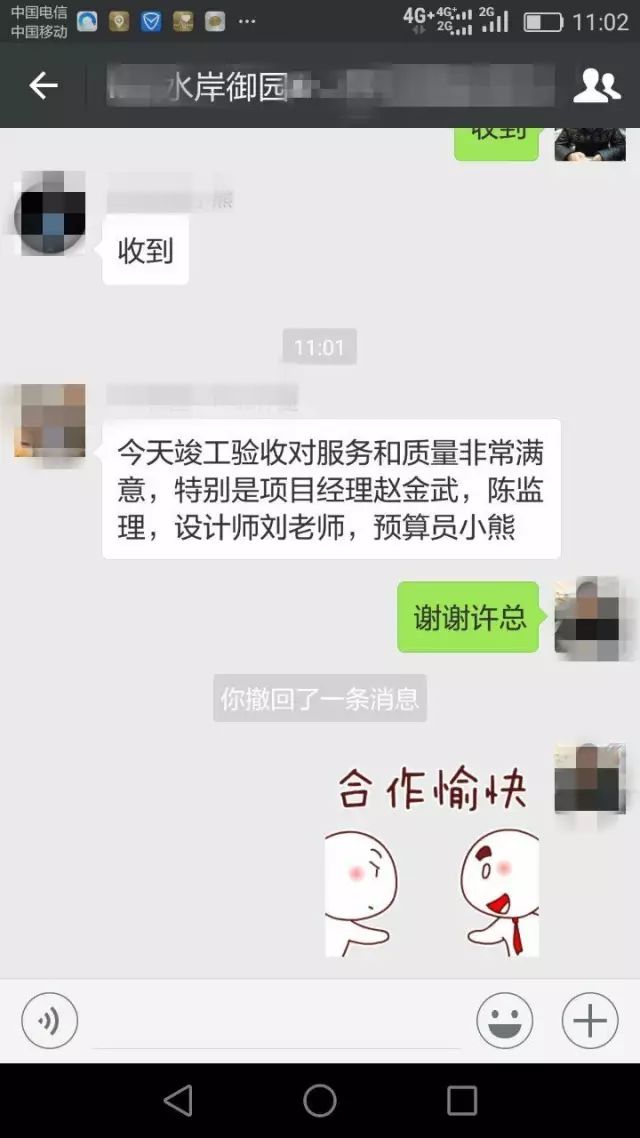 中国电信
中国移动
4G+ 4G+ 2G 2G 11:02
水岸御园
收到
熊
收到
11:01
今天竣工验收对服务和质量非常满
意，特别是项目经理赵金武，陈监
理，设计师刘老师，预算员小熊
谢谢许总
你撤回了一条消息
合作愉快